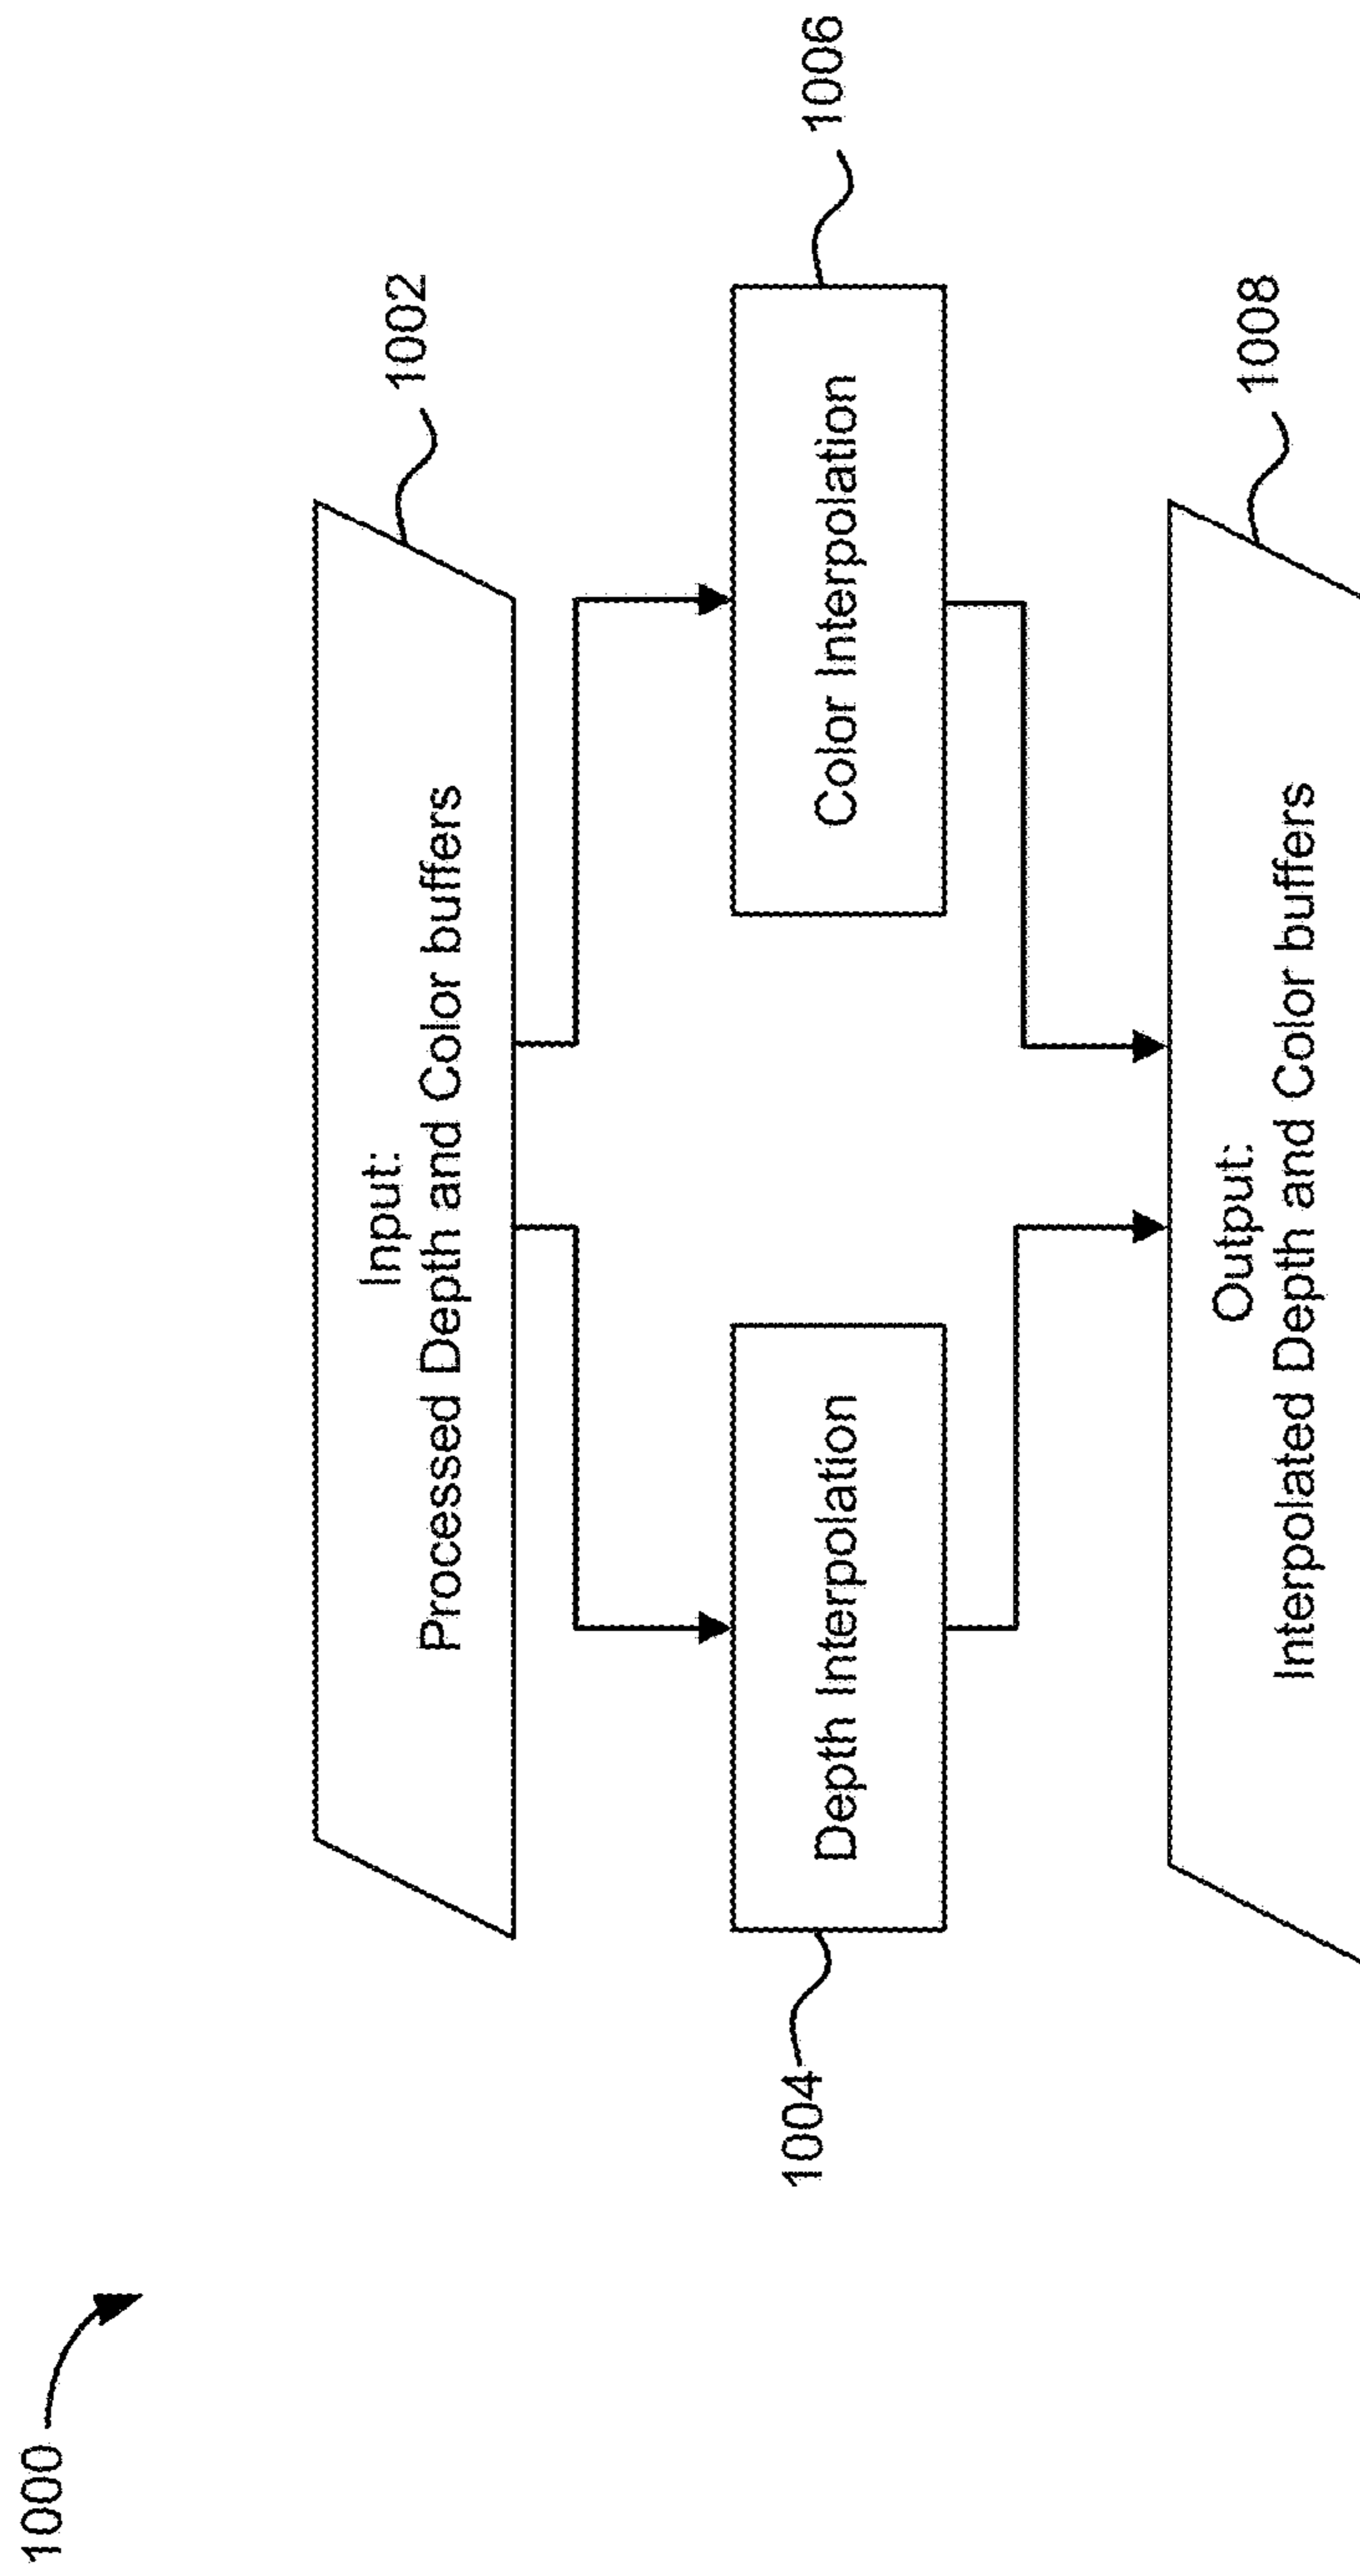 1000
Input:
Processed Depth and Color buffers
1002
1004
Depth Interpolation
Color Interpolation
1006
Output:
Interpolated Depth and Color buffers
1008